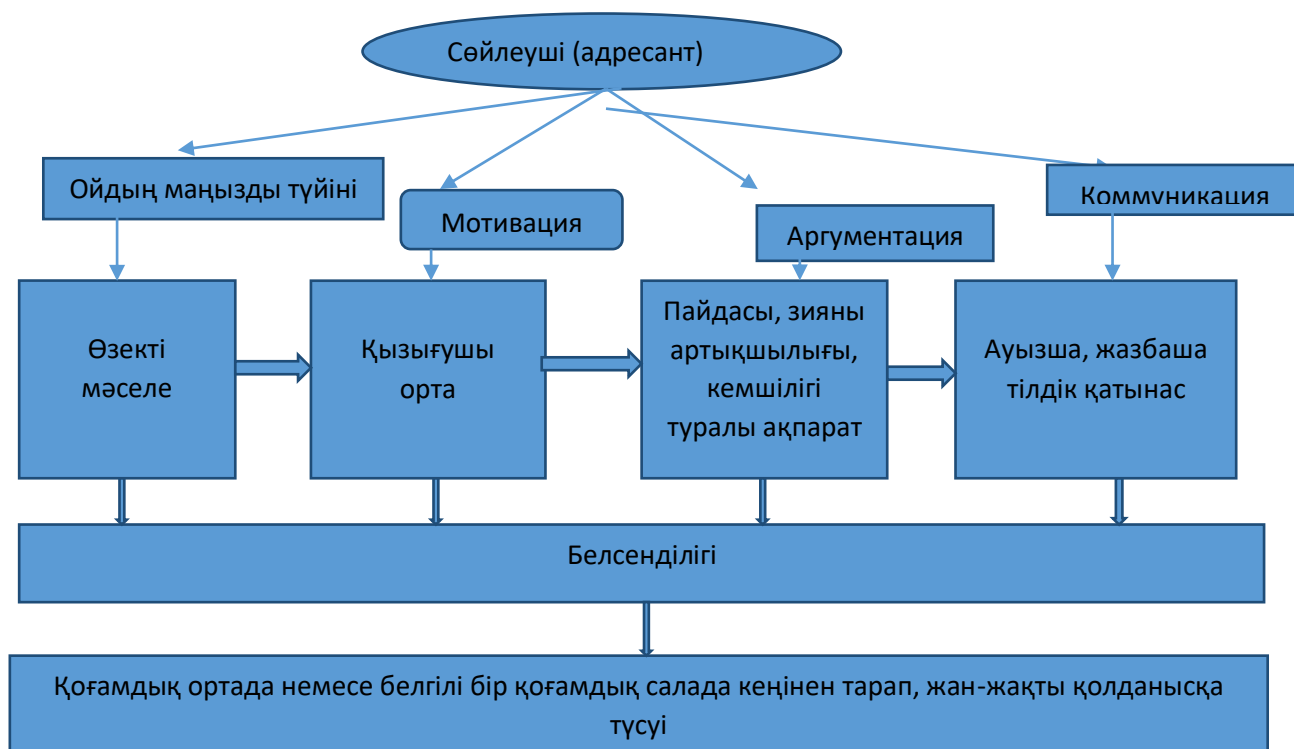 Сөйлеуші (адресант)
Ойдың маңызды түйіні
Мотивация
Аргументация
Коммуникация
Өзекті
мәселе
Қызығушы
орта
Пайдасы, зияны
артықшылығы,
кемшілігі
туралы ақпарат
Ауызша, жазбаша
тілдік қатынас
Белсенділігі
Қоғамдық ортада немесе белгілі бір қоғамдық салада кеңінен тарап, жан-жақты қолданысқа
түсуі